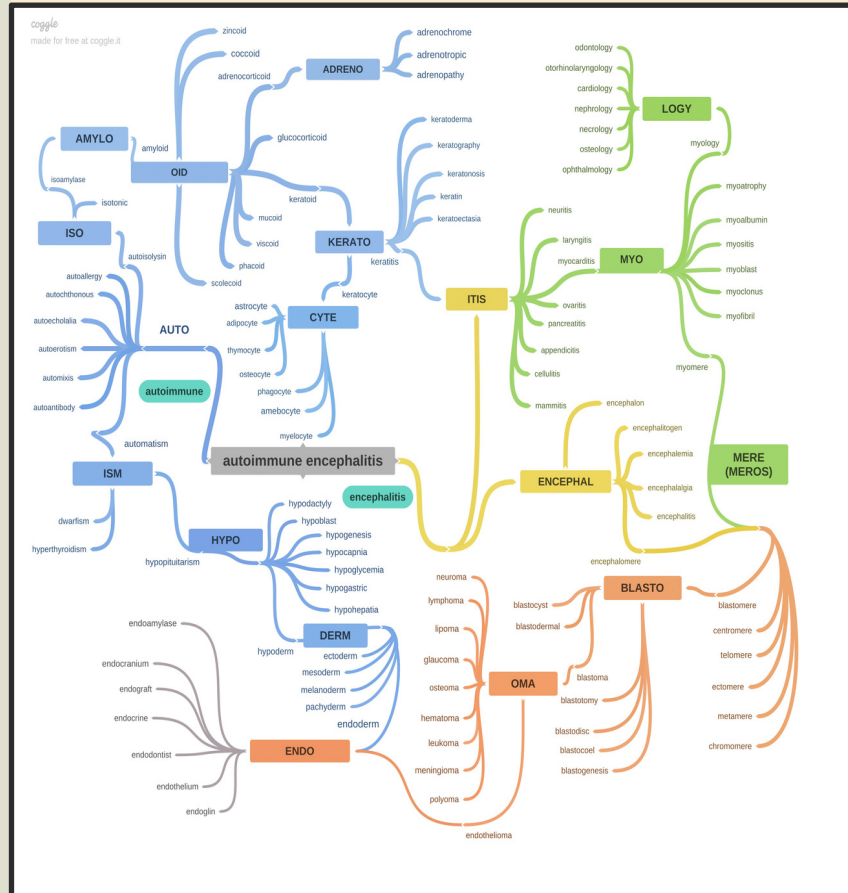 coggle
made for free at coggle.it
zincoid
coccoid
adrenocorticoid
ADRENO
adrenochrome
adrenotropic
adrenopathy
AMYLO
amyloid
OID
glucocorticoid
isoamylase
isotonic
ISO
autoisolysin
keratoid
mucoid
viscoid
phacoid
scolecoid
keratoderma
keratography
keratonosis
keratin
keratoectasia
KERATO
keratitis
keratocyte
odontology
otorhinolaryngology
cardiology
nephrology
necrology
osteology
ophthalmology
LOGY
myology
myoatrophy
myoalbumin
myositis
myoblast
myoclonus
myofibril
MYO
myomere
neuritis
laryngitis
myocarditis
ITIS
ovaritis
pancreatitis
appendicitis
cellulitis
mammitis
autoallergy
autochthonous
autoecholalia
autoerotism
automixis
autoantibody
AUTO
autoimmune
automatism
astrocyte
adipocyte
thymocyte
osteocyte
phagocyte
amebocyte
myelocyte
CYTE
autoimmune encephalitis
encephalitis
encephalon
encephalitogen
encephalemia
encephalalgia
encephalitis
ENCEPHAL
encephalomere
MERE
(MEROS)
ISM
dwarfism
hyperthyroidism
hypopituitarism
HYPO
hypodactyly
hypoblast
hypogenesis
hypocapnia
hypoglycemia
hypogastric
hypohepatia
hypoderm
DERM
ectoderm
mesoderm
melanoderm
pachyderm
endoderm
endoamylase
endocranium
endograft
endocrine
endodontist
endothelium
endoglin
ENDO
neuroma
lymphoma
lipoma
glaucoma
osteoma
hematoma
leukoma
meningioma
polyoma
OMA
endothelioma
blastoma
BLASTO
blastocyst
blastodermal
blastotomy
blastodisc
blastocoel
blastogenesis
blastomere
centromere
telomere
ectomere
metamere
chromomere